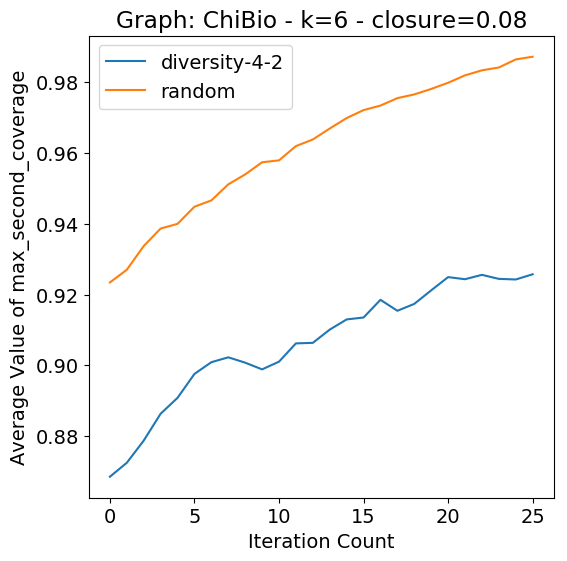 Graph: ChiBio - k=6 - closure=0.08
diversity-4-2
random
Average Value of max_second_coverage
0.98
0.96
0.94
0.92
0.90
0.88
0 5 10 15 20 25
Iteration Count